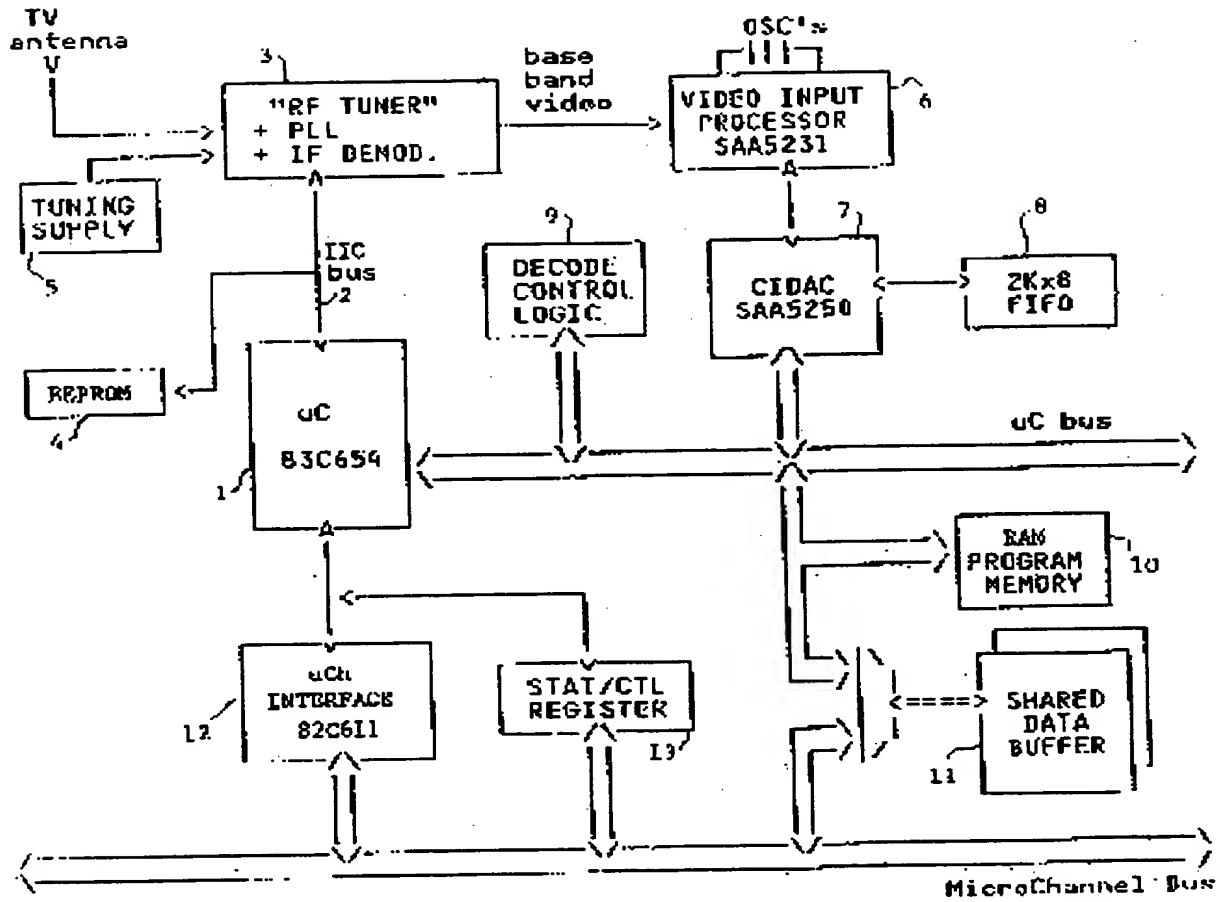 TV
antenna
3
"RF TUNER"
+ PLL
+ IF DEMOD.
base
band
video
OSC's
VIDEO INPUT
PROCESSOR
SAA5231
6
TUNING
SUPPLY
5
IIC
bus
2
9
DECODE
CONTROL
LOGIC
7
CIDAC
SAA5250
8
2Kx8
FIFO
REPROM
4
uC
83C654
1
uC bus
RAM
PROGRAM
MEMORY
10
uCh
INTERFACE
82C611
12
STAT/CTL
REGISTER
13
SHARED
DATA
BUFFER
11
MicroChannel Bus